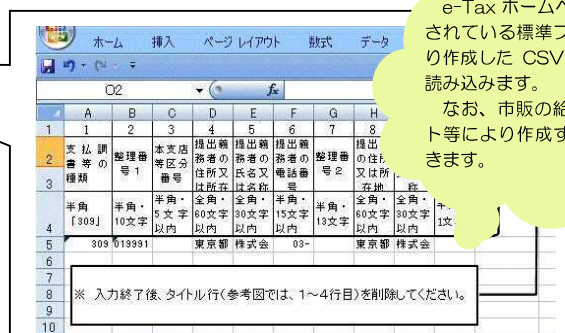 e-Tax ホームペ
されている標準フ
り作成した CSV
読み込みます。
なお、市販の給
ト等により作成す
きます。
ホーム 挿入 ページ レイアウト 数式 データ
O2 fx
A B C D E F G H
1 1 2 3 4 5 6 7 8
2 3 支払調書等の種類 整理番号1 本支店等区分番号 提出義務者の住所又は所在 提出義務者の氏名又は名称 提出義務者の電話番号 整理番号2 提出 の住所又は所在地 称
4 半角「309」 半角・10文字 半角・5文字以内 全角・60文字以内 全角・30文字以内 半角・15文字以内 半角・13文字 全角・60文字以内 全角・30文字以内 1文
5 309 019991 東京都 株式会 03- 東京都 株式会
6
7
8
9
10
※ 入力終了後、タイトル行(参考図では、1~4行目)を削除してください。